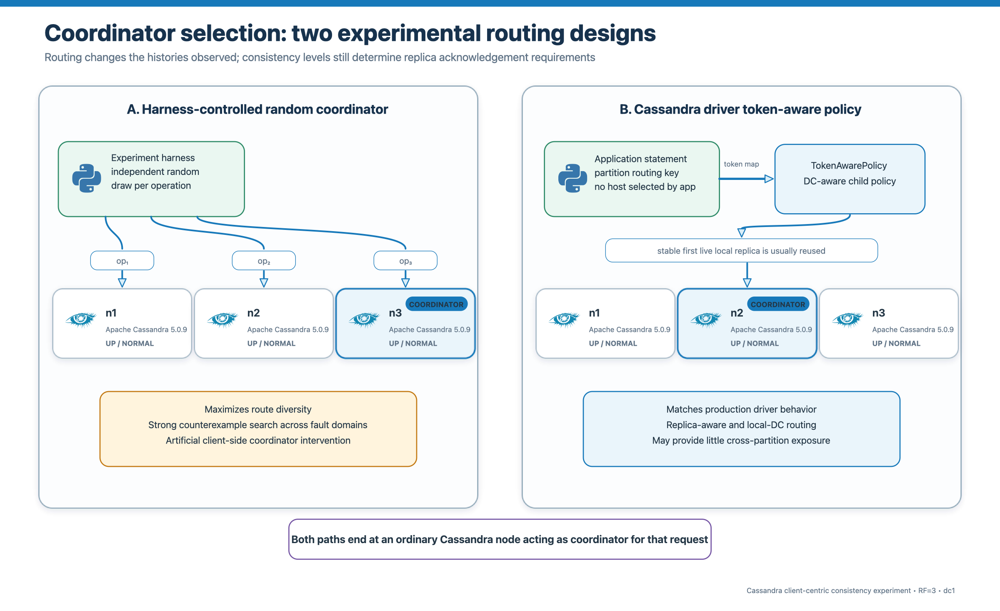 Coordinator selection: two experimental routing designs
Routing changes the histories observed; consistency levels still determine replica acknowledgement requirements
A. Harness-controlled random coordinator
Experiment harness
independent random
draw per operation
op₁
op₂
op₃
n1
Apache Cassandra 5.0.9
UP / NORMAL
n2
Apache Cassandra 5.0.9
UP / NORMAL
COORDINATOR
n3
Apache Cassandra 5.0.9
UP / NORMAL
Maximizes route diversity
Strong counterexample search across fault domains
Artificial client-side coordinator intervention
B. Cassandra driver token-aware policy
Application statement
partition routing key
no host selected by app
token map
TokenAwarePolicy
DC-aware child policy
stable first live local replica is usually reused
n1
Apache Cassandra 5.0.9
UP / NORMAL
COORDINATOR
n2
Apache Cassandra 5.0.9
UP / NORMAL
n3
Apache Cassandra 5.0.9
UP / NORMAL
Matches production driver behavior
Replica-aware and local-DC routing
May provide little cross-partition exposure
Both paths end at an ordinary Cassandra node acting as coordinator for that request
Cassandra client-centric consistency experiment • RF=3 • dc1